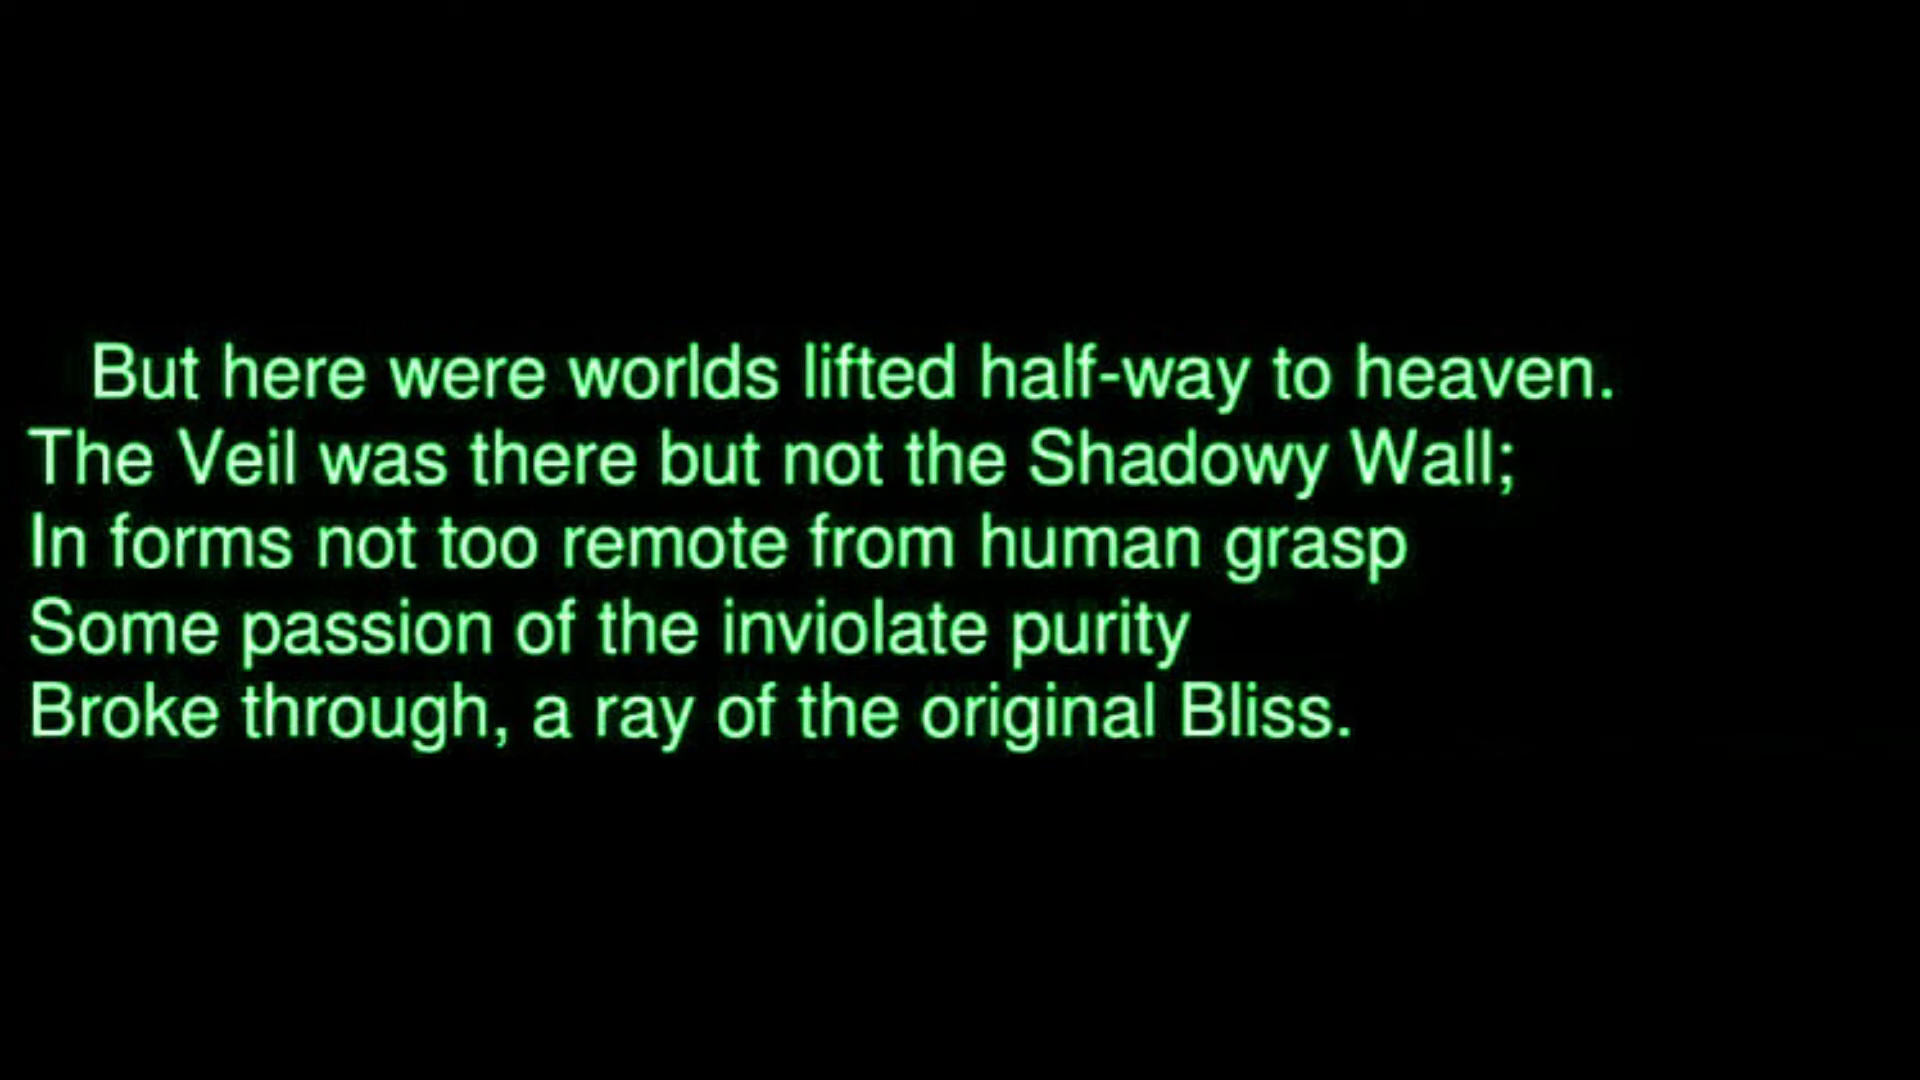 But here were worlds lifted half-way to heaven.
The Veil was there but not the Shadowy Wall;
In forms not too remote from human grasp
Some passion of the inviolate purity
Broke through, a ray of the original Bliss.